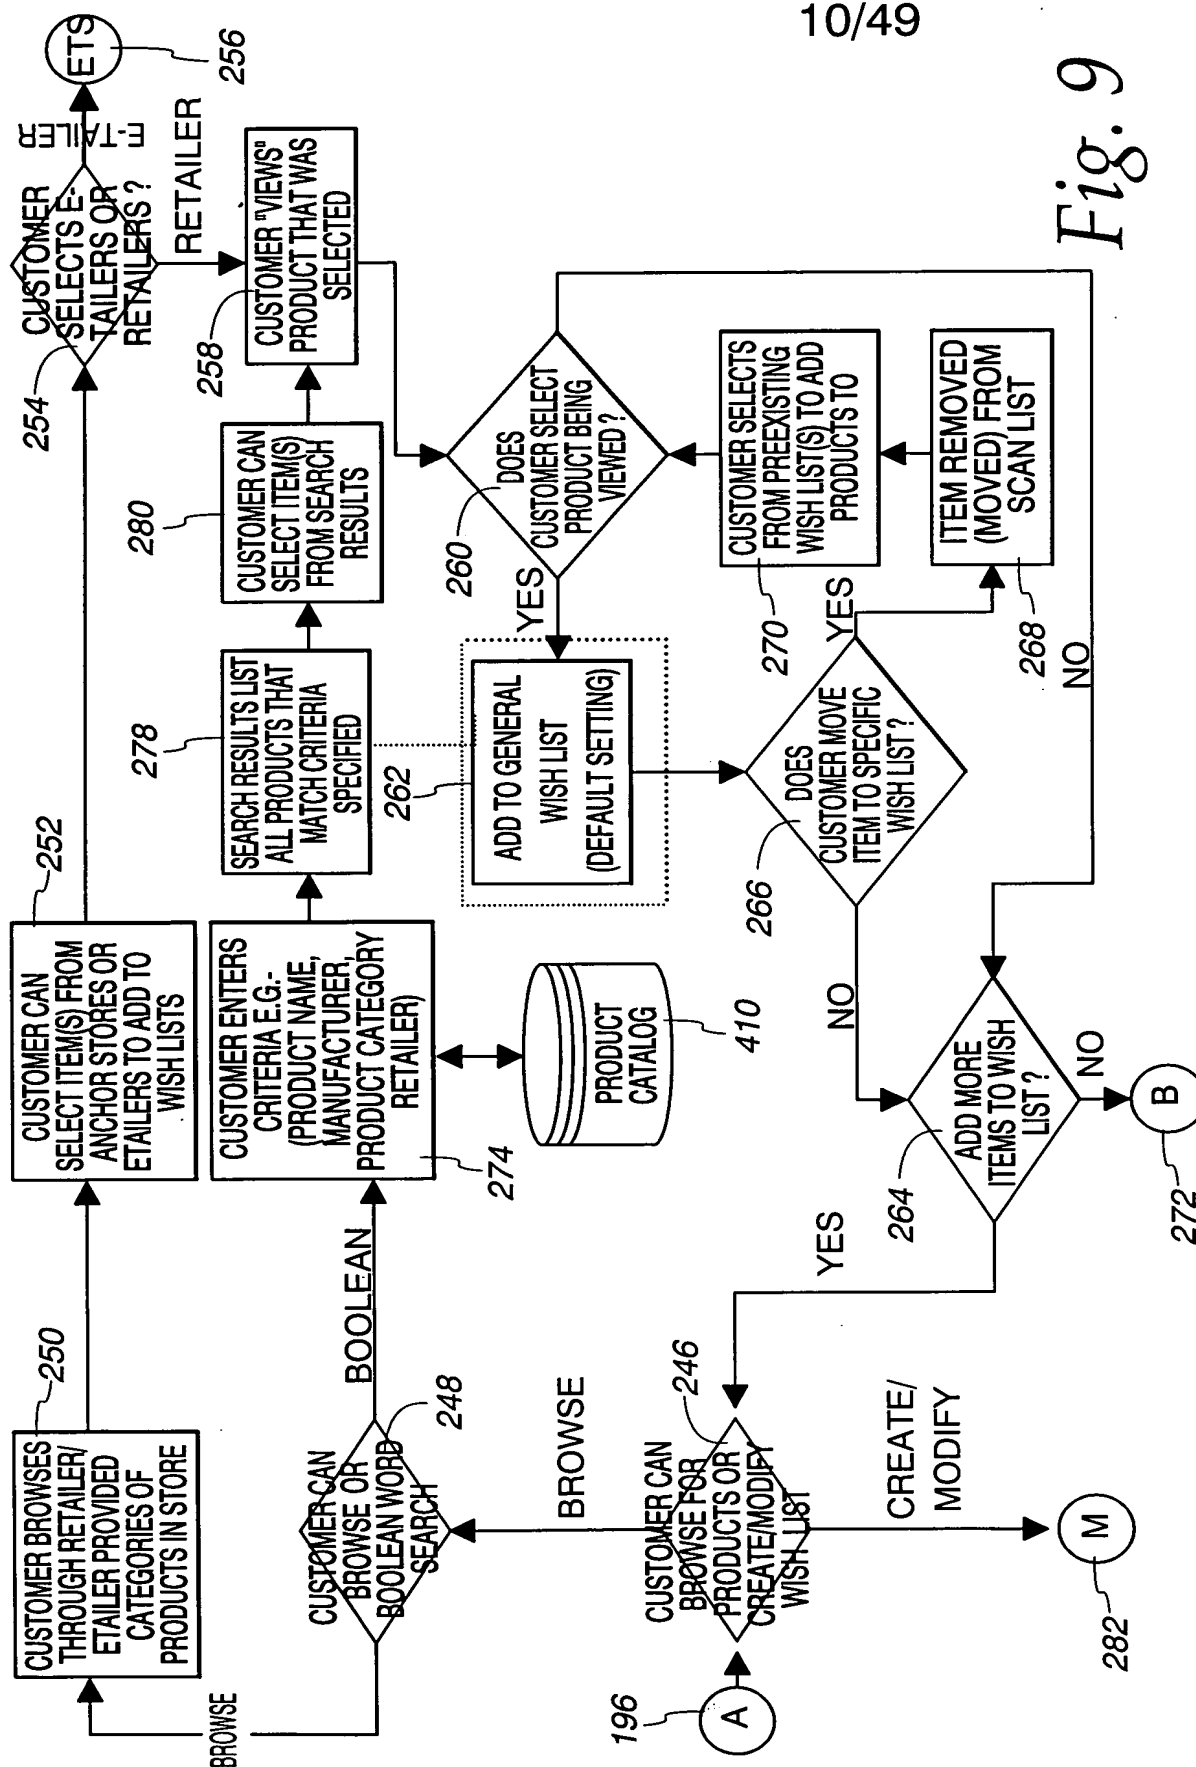 10/49
Fig. 9
196
A
CUSTOMER CAN
BROWSE FOR
PRODUCTS OR
CREATE/MODIFY
WISH LIST
246
BROWSE
CREATE/
MODIFY
M
282
CUSTOMER CAN
BROWSE OR
BOOLEAN WORD
SEARCH
248
BROWSE
BOOLEAN
CUSTOMER BROWSES
THROUGH RETAILER/
ETAILER PROVIDED
CATEGORIES OF
PRODUCTS IN STORE
250
CUSTOMER CAN
SELECT ITEM(S) FROM
ANCHOR STORES OR
ETAILERS TO ADD TO
WISH LISTS
252
CUSTOMER
SELECTS E-
TAILERS OR
RETAILERS ?
254
E-TAILER
ETS
256
RETAILER
CUSTOMER ENTERS
CRITERIA E.G.-
(PRODUCT NAME,
MANUFACTURER,
PRODUCT CATEGORY
RETAILER)
274
PRODUCT
CATALOG
410
SEARCH RESULTS LIST
ALL PRODUCTS THAT
MATCH CRITERIA
SPECIFIED
278
CUSTOMER CAN
SELECT ITEM(S)
FROM SEARCH
RESULTS
280
CUSTOMER "VIEWS"
PRODUCT THAT WAS
SELECTED
258
DOES
CUSTOMER SELECT
PRODUCT BEING
VIEWED ?
260
YES
NO
ADD TO GENERAL
WISH LIST
(DEFAULT SETTING)
262
DOES
CUSTOMER MOVE
ITEM TO SPECIFIC
WISH LIST ?
266
YES
NO
ITEM REMOVED
(MOVED) FROM
SCAN LIST
268
CUSTOMER SELECTS
FROM PREEXISTING
WISH LIST(S) TO ADD
PRODUCTS TO
270
ADD MORE
ITEMS TO WISH
LIST ?
264
YES
NO
B
272